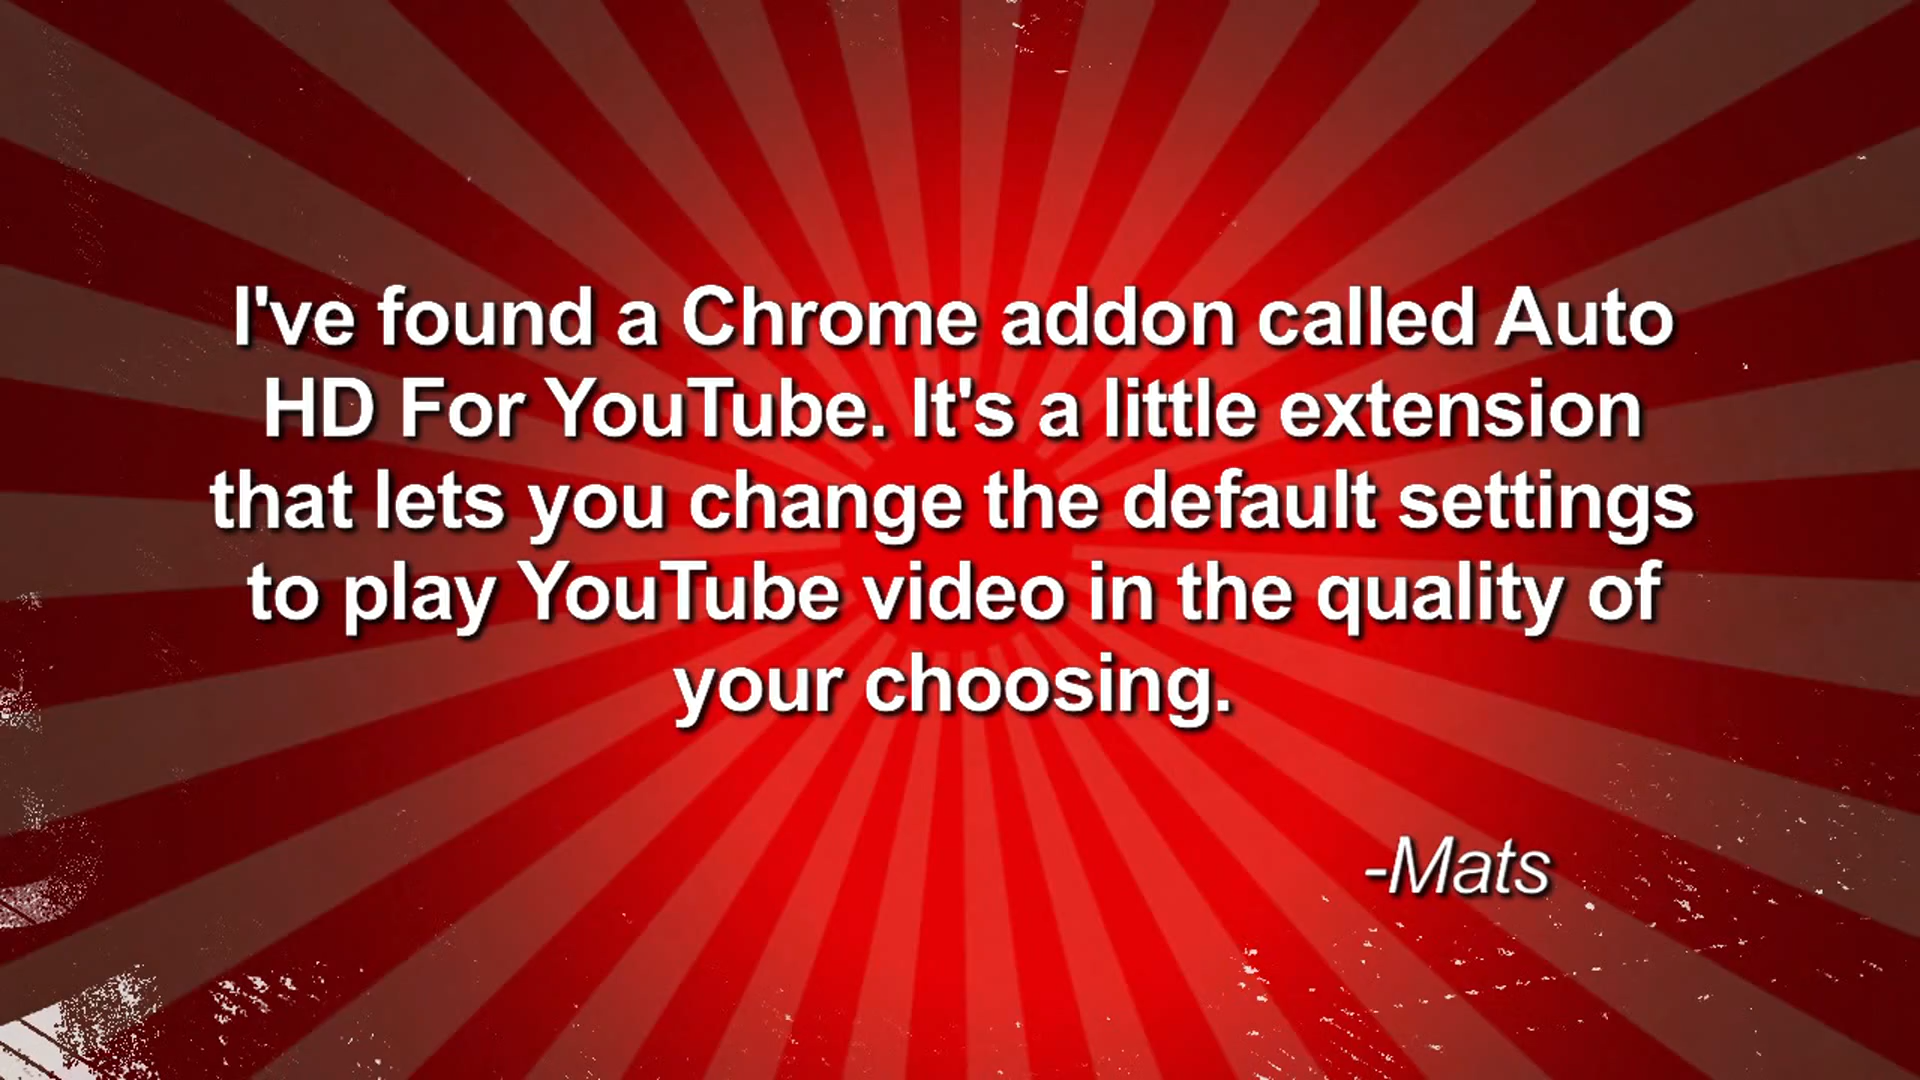 I've found a Chrome addon called Auto
HD For YouTube. It's a little extension
that lets you change the default settings
to play YouTube video in the quality of
your choosing.
-Mats